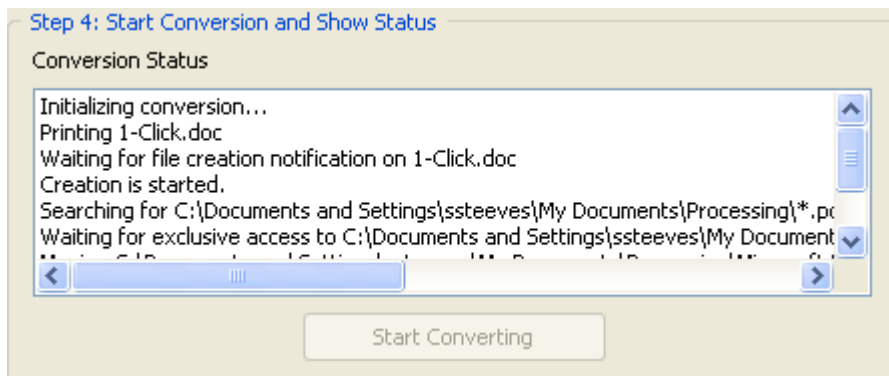 Step 4: Start Conversion and Show Status
Conversion Status
Initializing conversion...
Printing 1-Click.doc
Waiting for file creation notification on 1-Click.doc
Creation is started.
Searching for C:\Documents and Settings\ssteeves\My Documents\Processing\*.pd
Waiting for exclusive access to C:\Documents and Settings\ssteeves\My Document
Start Converting